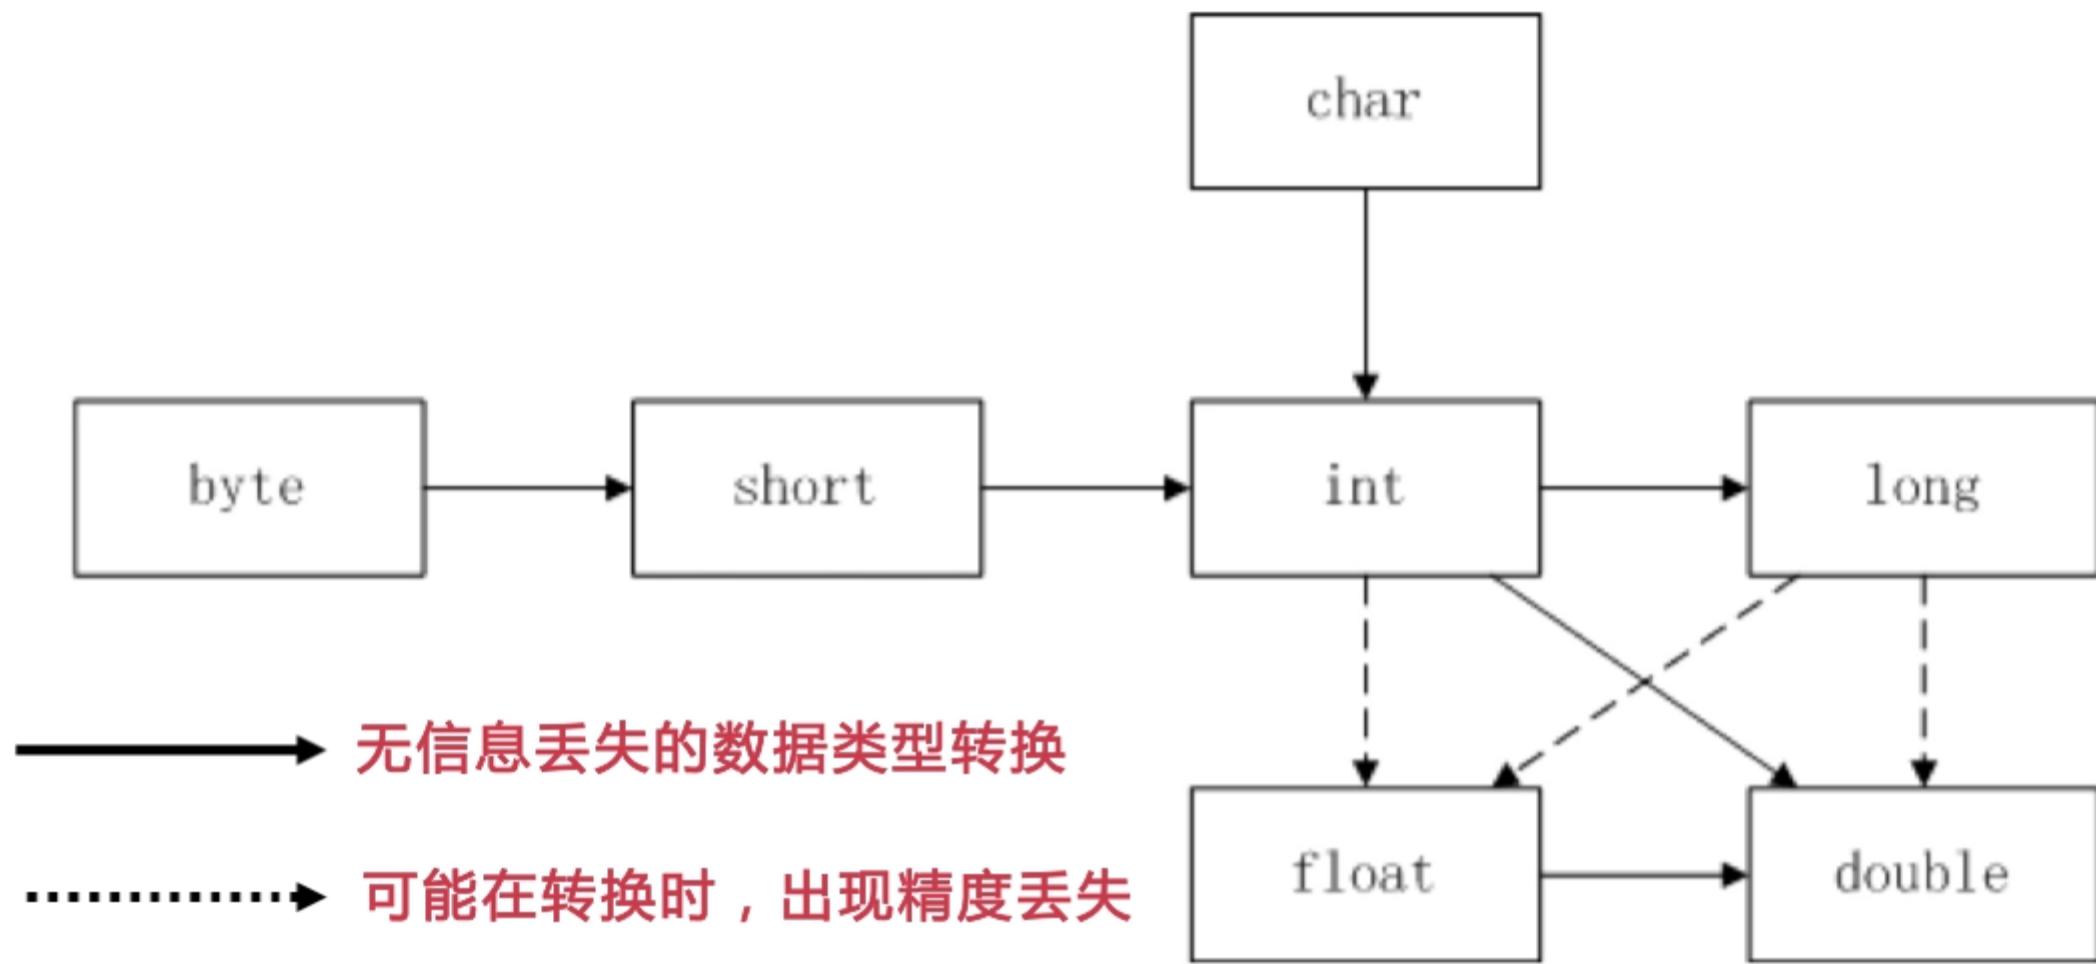 char
byte
short
int
long
无信息丢失的数据类型转换
float
double
可能在转换时，出现精度丢失